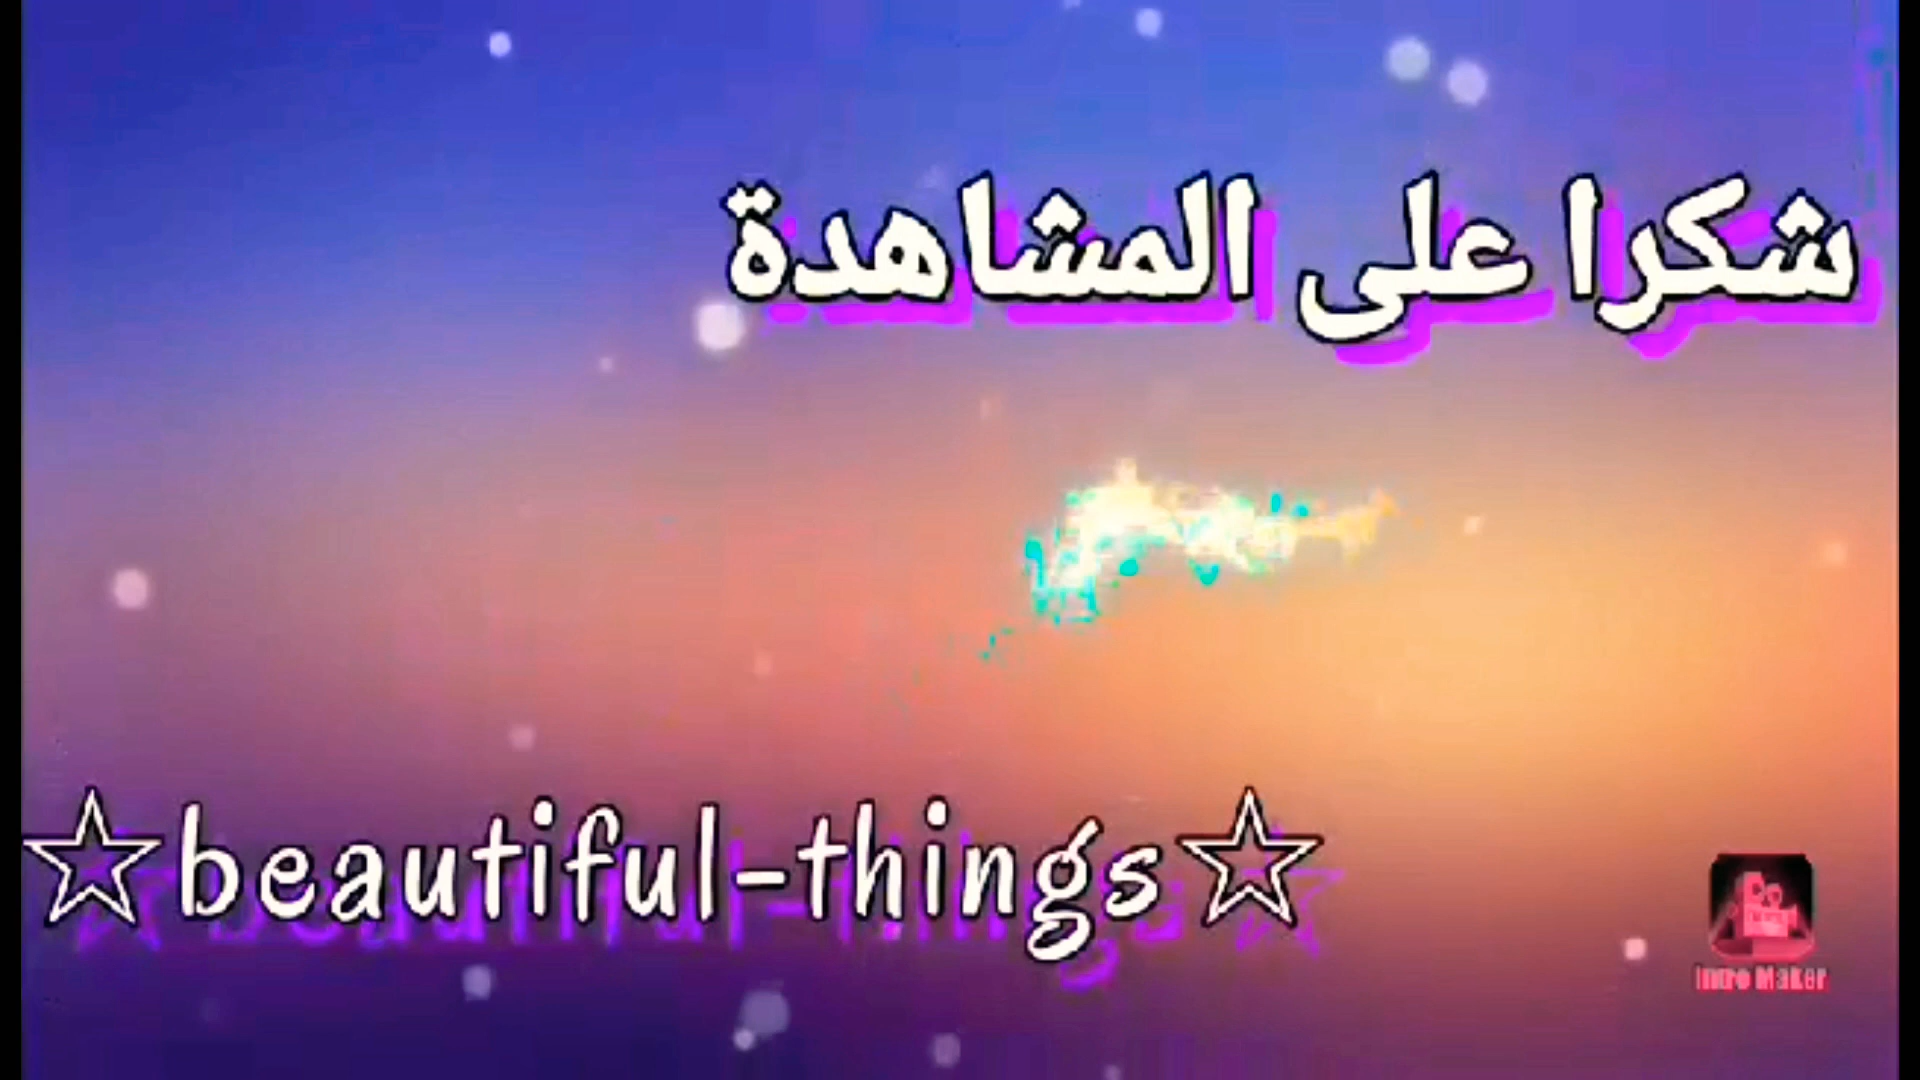 شكرا على المشاهدة
☆beautiful-things☆
Intro Maker